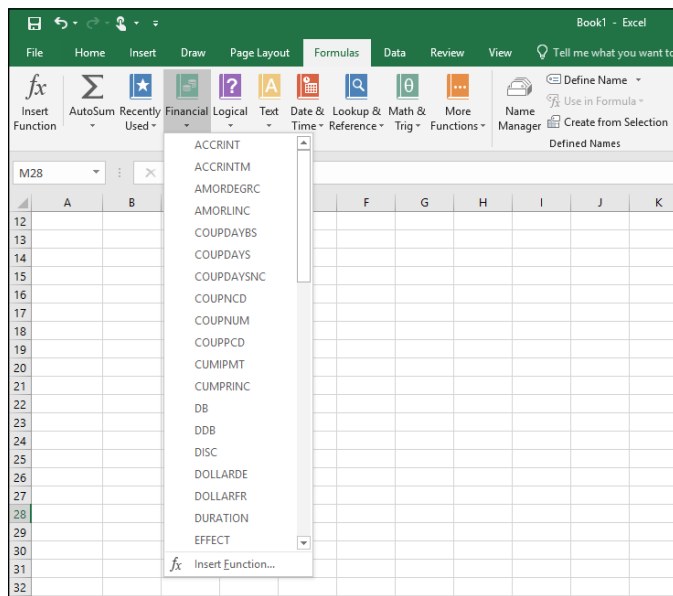 Book1 - Excel
File Home Insert Draw Page Layout Formulas Data Review View Tell me what you want to
fx Σ ? A θ
Insert Function
AutoSum
Recently Used
Financial
Logical
Text
Date & Time
Lookup & Reference
Math & Trig
More Functions
Name Manager
Define Name
Use in Formula
Create from Selection
Defined Names
M28
A B F G H I J K
ACCRINT
ACCRINTM
AMORDEGRC
AMORLINC
COUPDAYBS
COUPDAYS
COUPDAYSNC
COUPNCD
COUPNUM
COUPPCD
CUMIPMT
CUMPRINC
DB
DDB
DISC
DOLLARDE
DOLLARFR
DURATION
EFFECT
fx Insert Function...
12
13
14
15
16
17
18
19
20
21
22
23
24
25
26
27
28
29
30
31
32